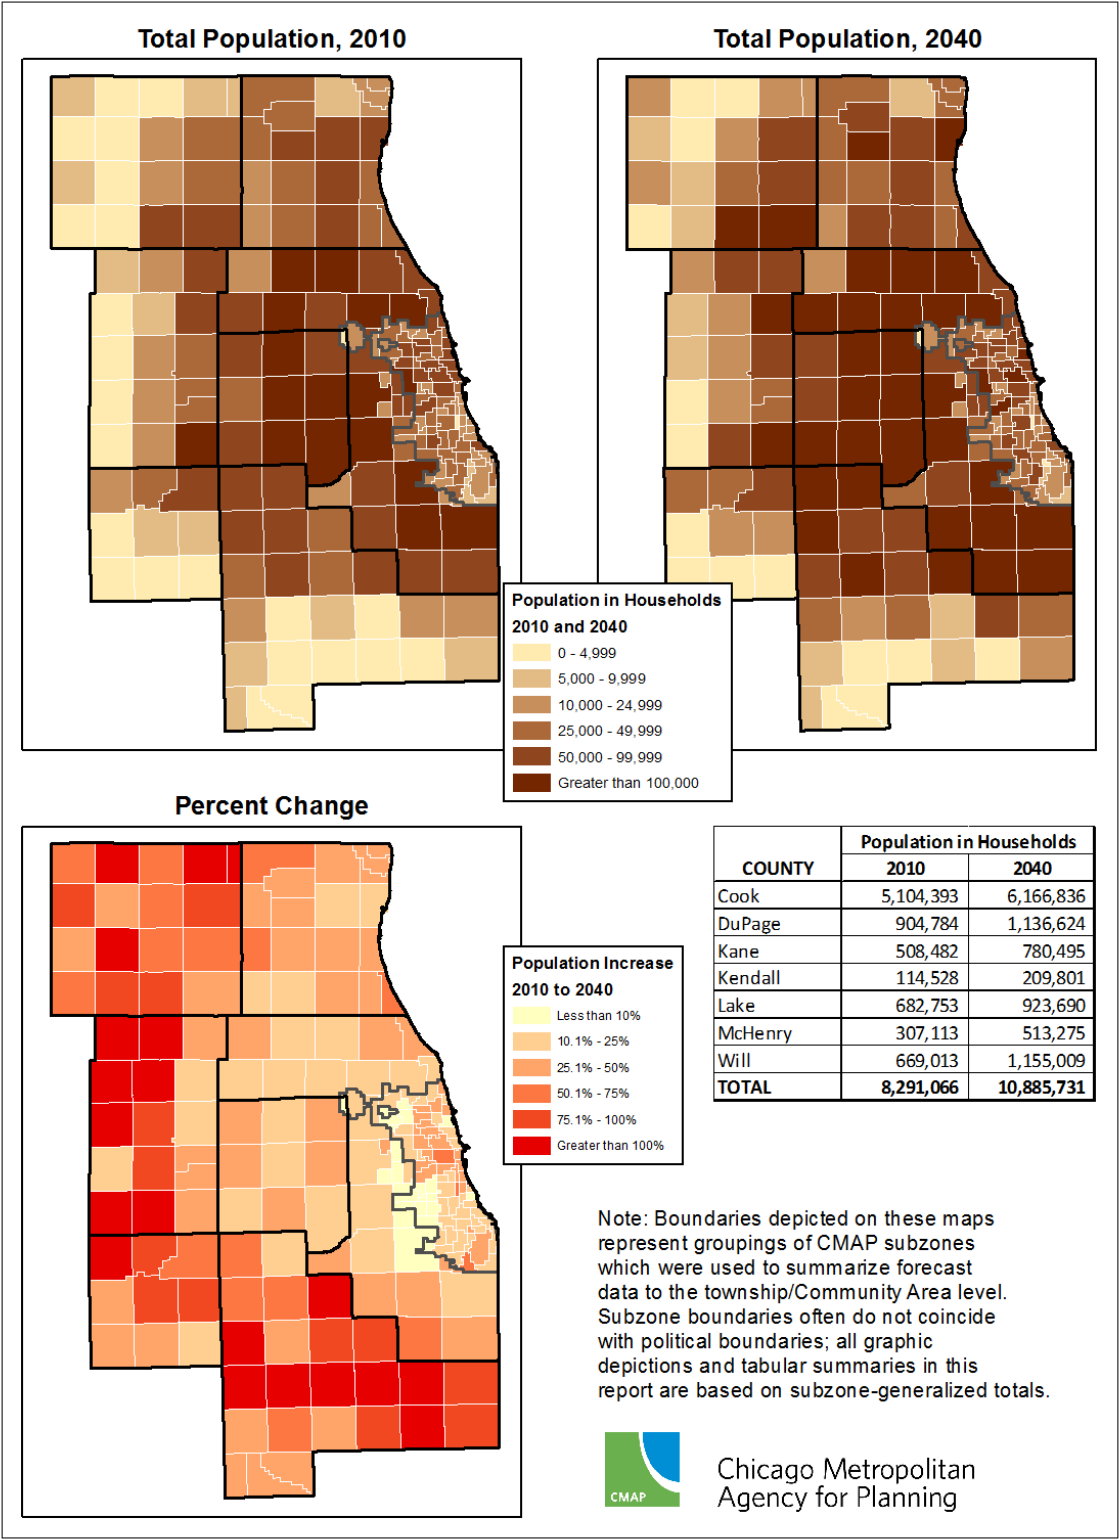 Total Population, 2010
Total Population, 2040
Population in Households
2010 and 2040
0 - 4,999
5,000 - 9,999
10,000 - 24,999
25,000 - 49,999
50,000 - 99,999
Greater than 100,000
Percent Change
Population Increase
2010 to 2040
Less than 10%
10.1% - 25%
25.1% - 50%
50.1% - 75%
75.1% - 100%
Greater than 100%
Population in Households
COUNTY 2010 2040
Cook 5,104,393 6,166,836
DuPage 904,784 1,136,624
Kane 508,482 780,495
Kendall 114,528 209,801
Lake 682,753 923,690
McHenry 307,113 513,275
Will 669,013 1,155,009
TOTAL 8,291,066 10,885,731
Note: Boundaries depicted on these maps
represent groupings of CMAP subzones
which were used to summarize forecast
data to the township/Community Area level.
Subzone boundaries often do not coincide
with political boundaries; all graphic
depictions and tabular summaries in this
report are based on subzone-generalized totals.
CMAP
Chicago Metropolitan
Agency for Planning